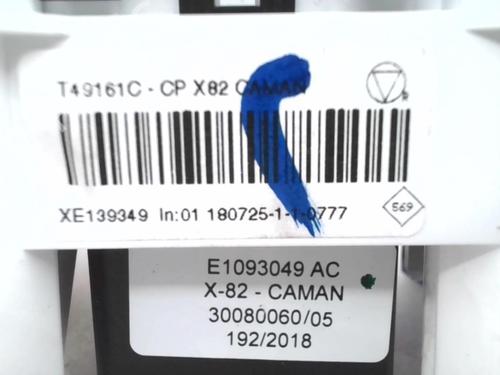 T49161C - CP X82 CAMAN
XE139349 In:01 180725-1-1-0777
569
E1093049 AC
X-82 - CAMAN
30080060/05
192/2018